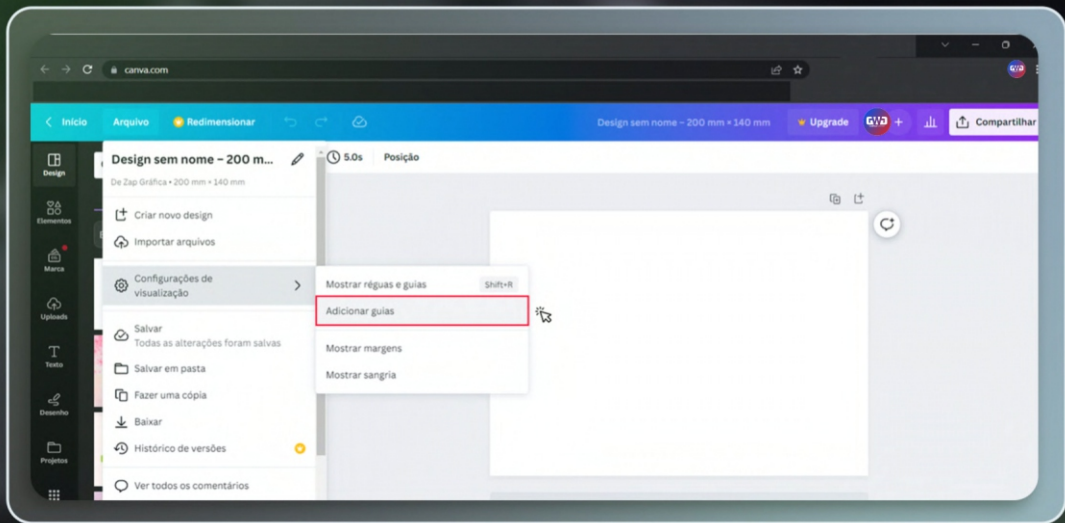 canva.com
Início
Arquivo
Redimensionar
Design sem nome – 200 mm × 140 mm
Upgrade
GWA
+
Compartilhar
Design
Elementos
Marca
Uploads
Texto
Desenho
Projetos
Design sem nome – 200 m...
De Zap Gráfica • 200 mm × 140 mm
Criar novo design
Importar arquivos
Configurações de
visualização
Salvar
Todas as alterações foram salvas
Salvar em pasta
Fazer uma cópia
Baixar
Histórico de versões
Ver todos os comentários
5.0s
Posição
Mostrar réguas e guias
Shift+R
Adicionar guias
Mostrar margens
Mostrar sangria